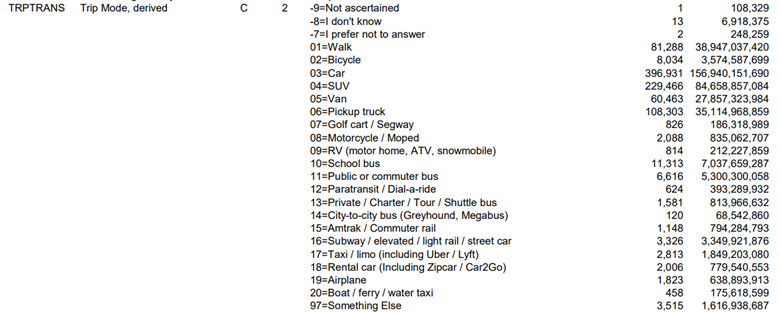 TRPTRANS Trip Mode, derived C 2 -9=Not ascertained 1 108,329
-8=I don't know 13 6,918,375
-7=I prefer not to answer 2 248,259
01=Walk 81,288 38,947,037,420
02=Bicycle 8,034 3,574,587,699
03=Car 396,931 156,940,151,690
04=SUV 229,466 84,658,857,084
05=Van 60,463 27,857,323,984
06=Pickup truck 108,303 35,114,968,859
07=Golf cart / Segway 826 186,318,989
08=Motorcycle / Moped 2,088 835,062,707
09=RV (motor home, ATV, snowmobile) 814 212,227,859
10=School bus 11,313 7,037,659,287
11=Public or commuter bus 6,616 5,300,300,058
12=Paratransit / Dial-a-ride 624 393,289,932
13=Private / Charter / Tour / Shuttle bus 1,581 813,966,632
14=City-to-city bus (Greyhound, Megabus) 120 68,542,860
15=Amtrak / Commuter rail 1,148 794,284,793
16=Subway / elevated / light rail / street car 3,326 3,349,921,876
17=Taxi / limo (including Uber / Lyft) 2,813 1,849,203,080
18=Rental car (Including Zipcar / Car2Go) 2,006 779,540,553
19=Airplane 1,823 638,893,913
20=Boat / ferry / water taxi 458 175,618,599
97=Something Else 3,515 1,616,938,687